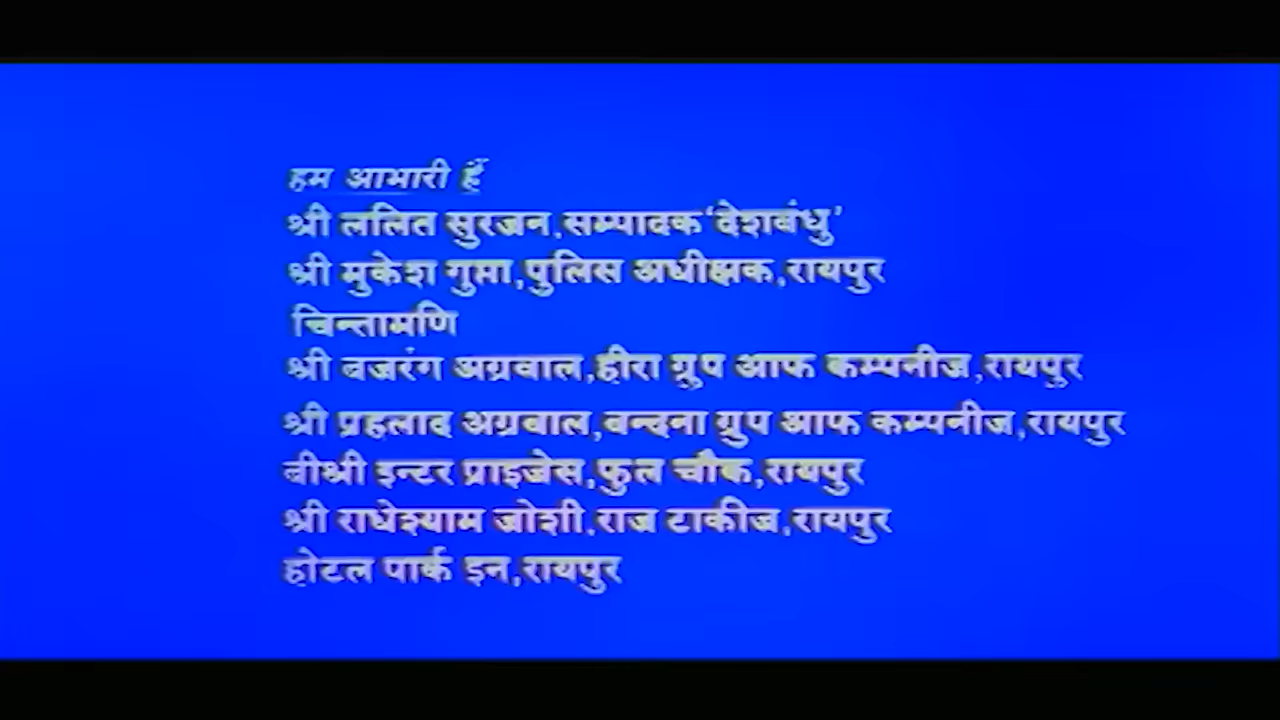 हम आभारी हैं
श्री ललित सुरजन,सम्पादक‘देशबंधु’
श्री मुकेश गुप्ता,पुलिस अधीझक,रायपुर
चिन्तामणि
श्री बजरंग अग्रवाल,हीरा ग्रुप आफ कम्पनीज,रायपुर
श्री प्रहलाद अग्रवाल,वन्दना ग्रुप आफ कम्पनीज,रायपुर
वीश्री इन्टर प्राइजेस,फुल चौक,रायपुर
श्री राधेश्याम जोशी,राज टाकीज,रायपुर
होटल पार्क इन,रायपुर